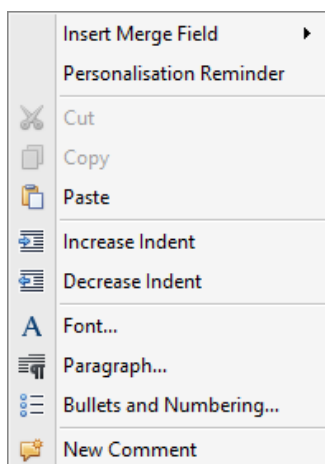 Insert Merge Field
Personalisation Reminder
Cut
Copy
Paste
Increase Indent
Decrease Indent
Font...
Paragraph...
Bullets and Numbering...
New Comment